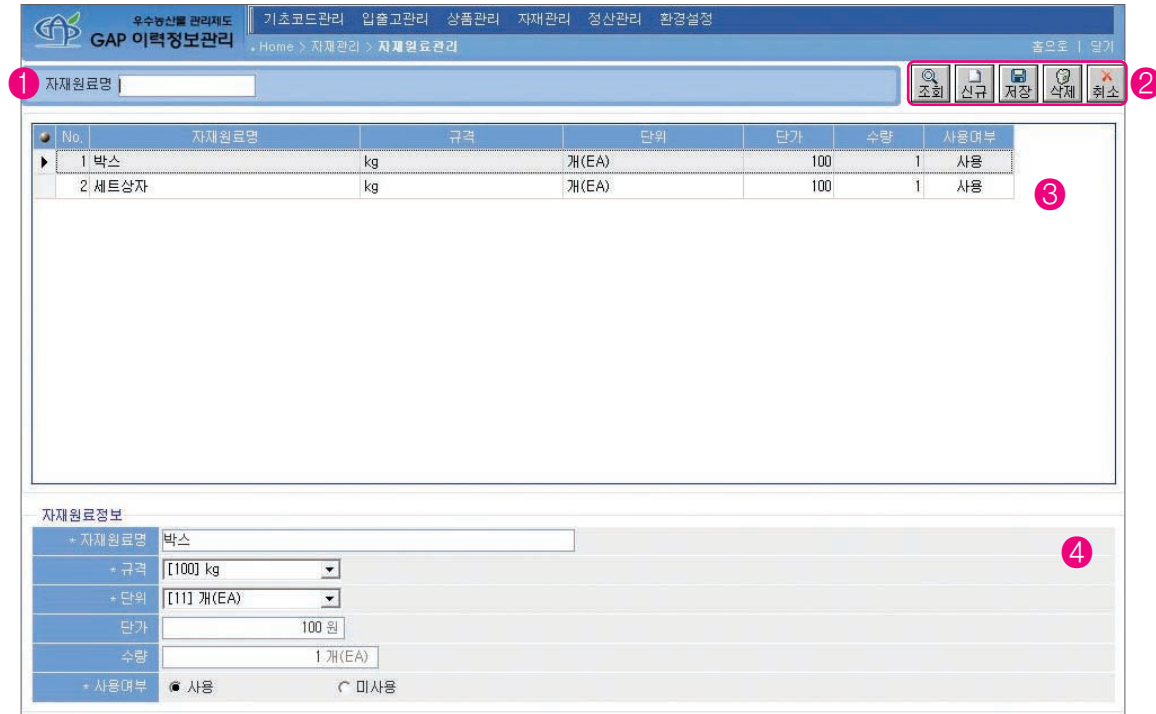 우수농산물 관리제도
GAP 이력정보관리
기초코드관리 입출고관리 상품관리 자재관리 정산관리 환경설정
Home > 자재관리 > 자재원료관리
홈으로 | 닫기
1 자재원료명
조회 신규 저장 삭제 취소 2
No. 자재원료명 규격 단위 단가 수량 사용여부
1 박스 kg 개(EA) 100 1 사용
2 세트상자 kg 개(EA) 100 1 사용
3
자재원료정보
* 자재원료명 박스
4
* 규격 [100] kg
* 단위 [11] 개(EA)
단가 100 원
수량 1 개(EA)
* 사용여부 사용 미사용